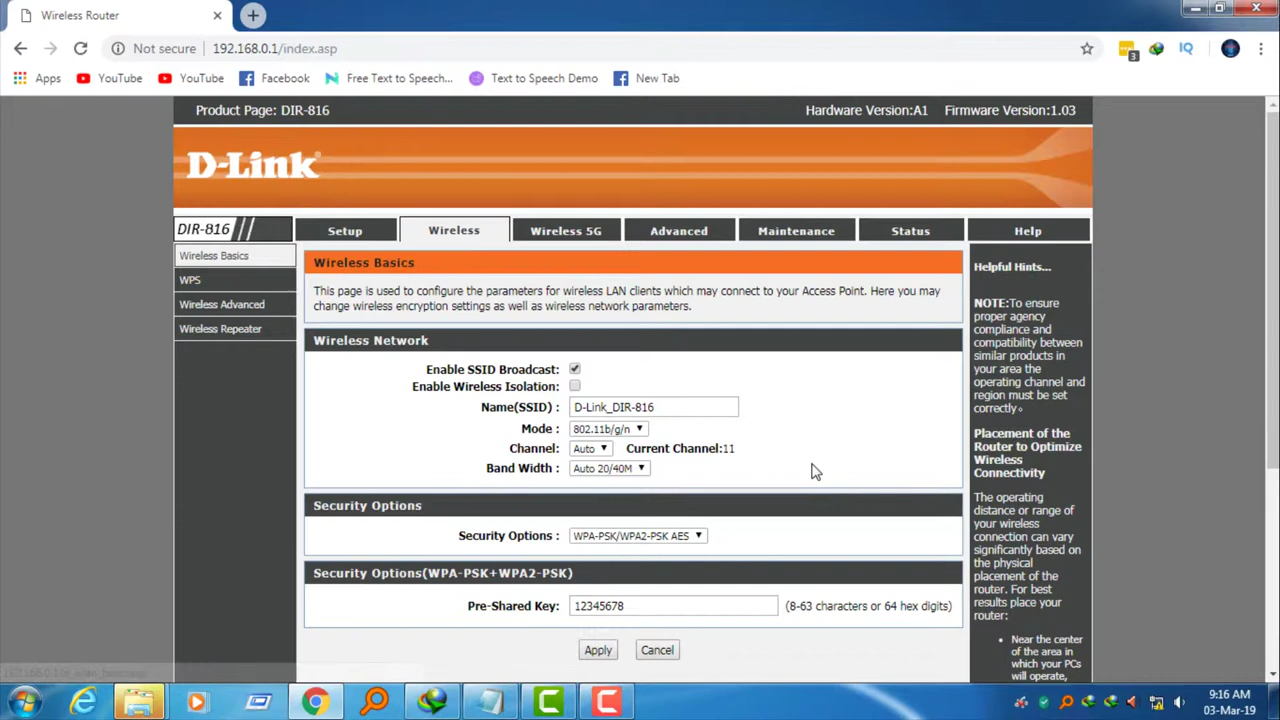 Wireless Router
Not secure 192.168.0.1/index.asp
3
IQ
Apps YouTube YouTube Facebook Free Text to Speech... Text to Speech Demo New Tab
Product Page: DIR-816 Hardware Version:A1 Firmware Version:1.03
D-Link
DIR-816 Setup Wireless Wireless 5G Advanced Maintenance Status Help
Wireless Basics
WPS
Wireless Advanced
Wireless Repeater
Wireless Basics
This page is used to configure the parameters for wireless LAN clients which may connect to your Access Point. Here you may
change wireless encryption settings as well as wireless network parameters.
Wireless Network
Enable SSID Broadcast:
Enable Wireless Isolation:
Name(SSID) : D-Link_DIR-816
Mode : 802.11b/g/n
Channel: Auto Current Channel:11
Band Width : Auto 20/40M
Security Options
Security Options : WPA-PSK/WPA2-PSK AES
Security Options(WPA-PSK+WPA2-PSK)
Pre-Shared Key: 12345678 (8-63 characters or 64 hex digits)
Apply Cancel
Helpful Hints...
NOTE:To ensure
proper agency
compliance and
compatibility between
similar products in
your area the
operating channel and
region must be set
correctly。
Placement of the
Router to Optimize
Wireless
Connectivity
The operating
distance or range of
your wireless
connection can vary
significantly based on
the physical
placement of the
router. For best
results place your
router:
Near the center
of the area in
which your PCs
will operate,
9:16 AM
03-Mar-19